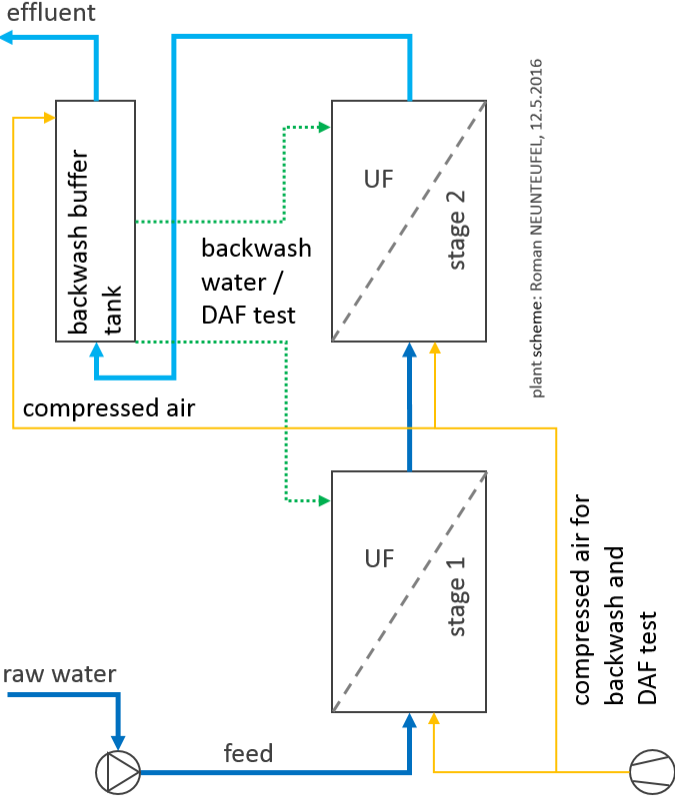 effluent
backwash buffer
tank
UF
stage 2
backwash
water /
DAF test
plant scheme: Roman NEUNTEUFEL, 12.5.2016
compressed air
UF
stage 1
compressed air for
backwash and
DAF test
raw water
feed